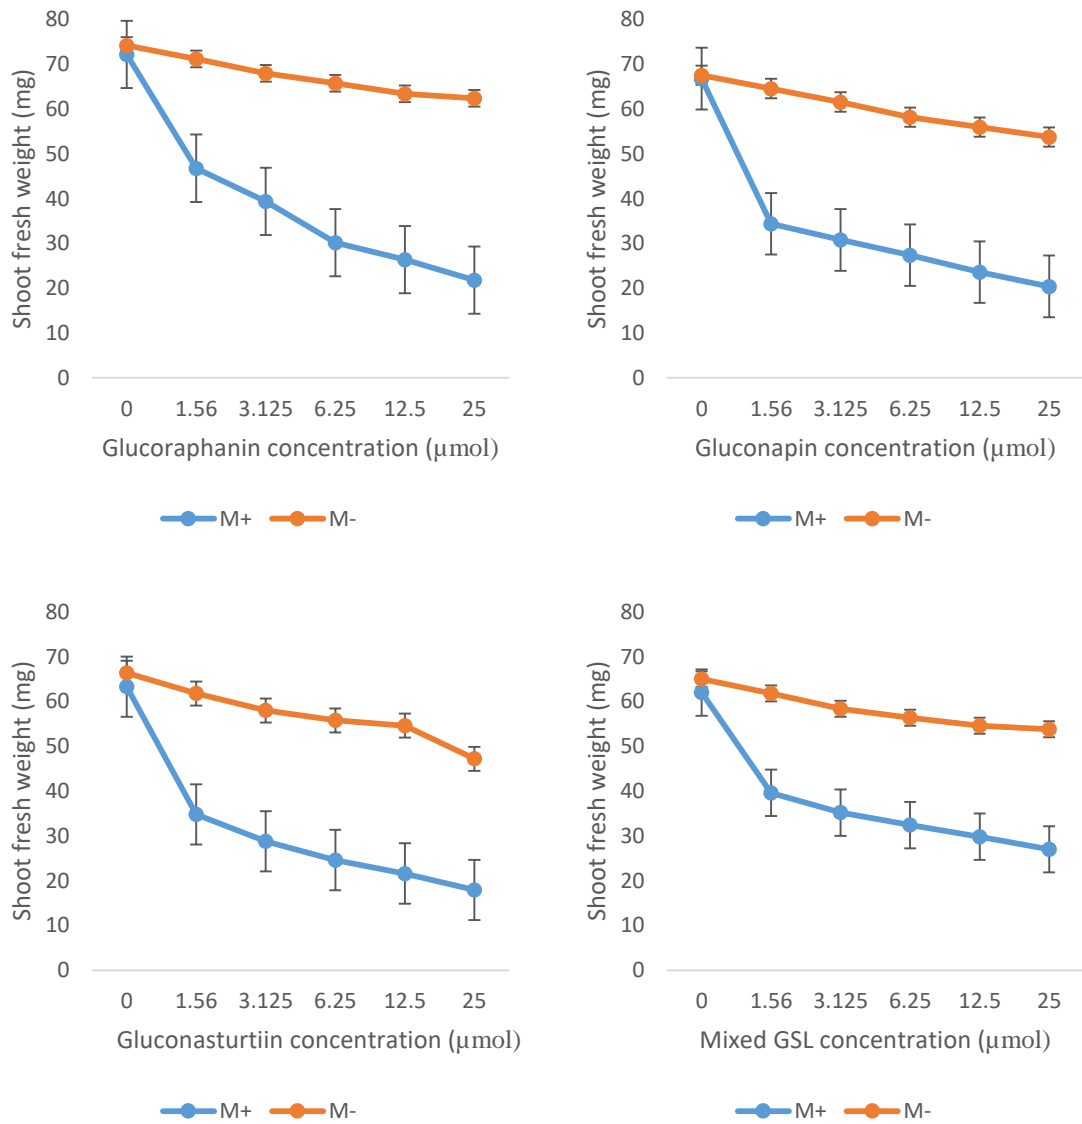 Shoot fresh weight (mg)
80
70
60
50
40
30
20
10
0
0 1.56 3.125 6.25 12.5 25
Glucoraphanin concentration (µmol)
M+ M-
Shoot fresh weight (mg)
80
70
60
50
40
30
20
10
0
0 1.56 3.125 6.25 12.5 25
Gluconapin concentration (µmol)
M+ M-
Shoot fresh weight (mg)
80
70
60
50
40
30
20
10
0
0 1.56 3.125 6.25 12.5 25
Gluconasturtiin concentration (µmol)
M+ M-
Shoot fresh weight (mg)
80
70
60
50
40
30
20
10
0
0 1.56 3.125 6.25 12.5 25
Mixed GSL concentration (µmol)
M+ M-